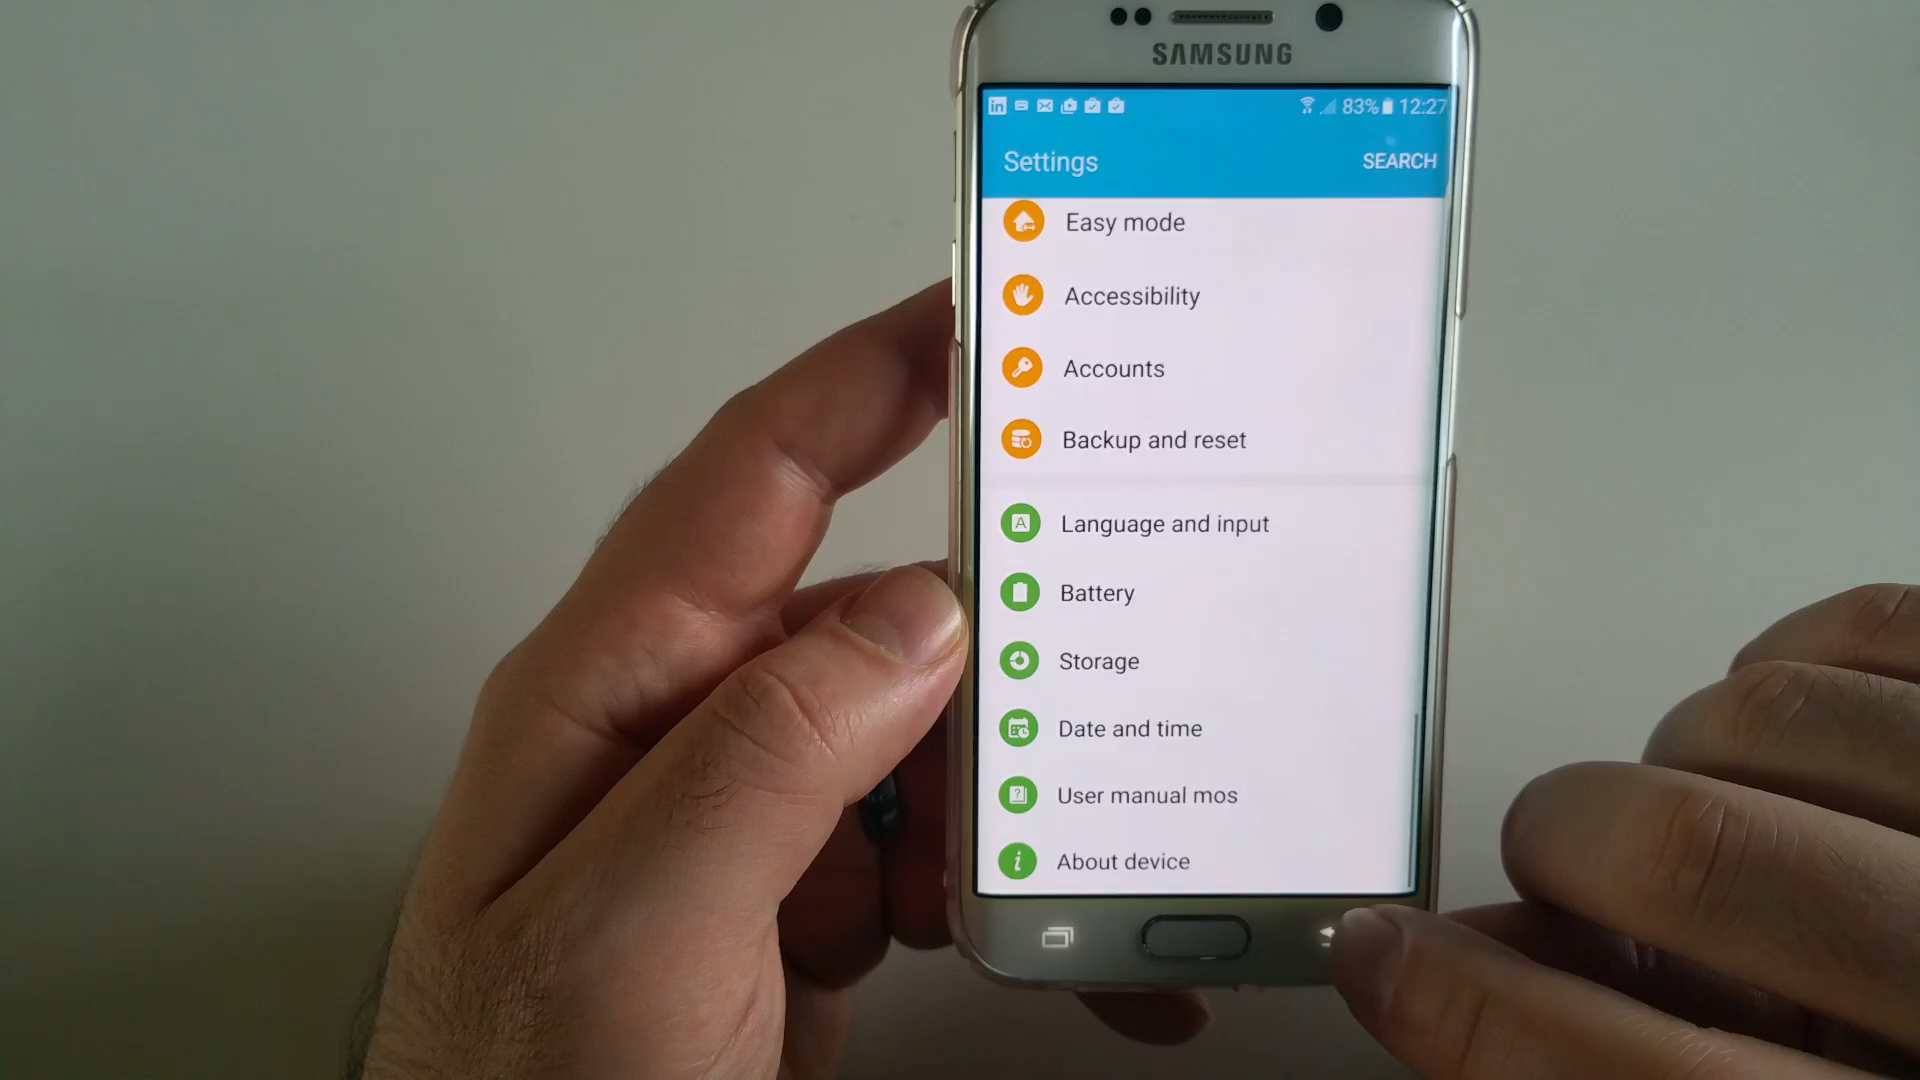 SAMSUNG
in 83% 12:27
Settings SEARCH
Easy mode
Accessibility
Accounts
Backup and reset
A Language and input
Battery
Storage
Date and time
? User manual mos
i About device